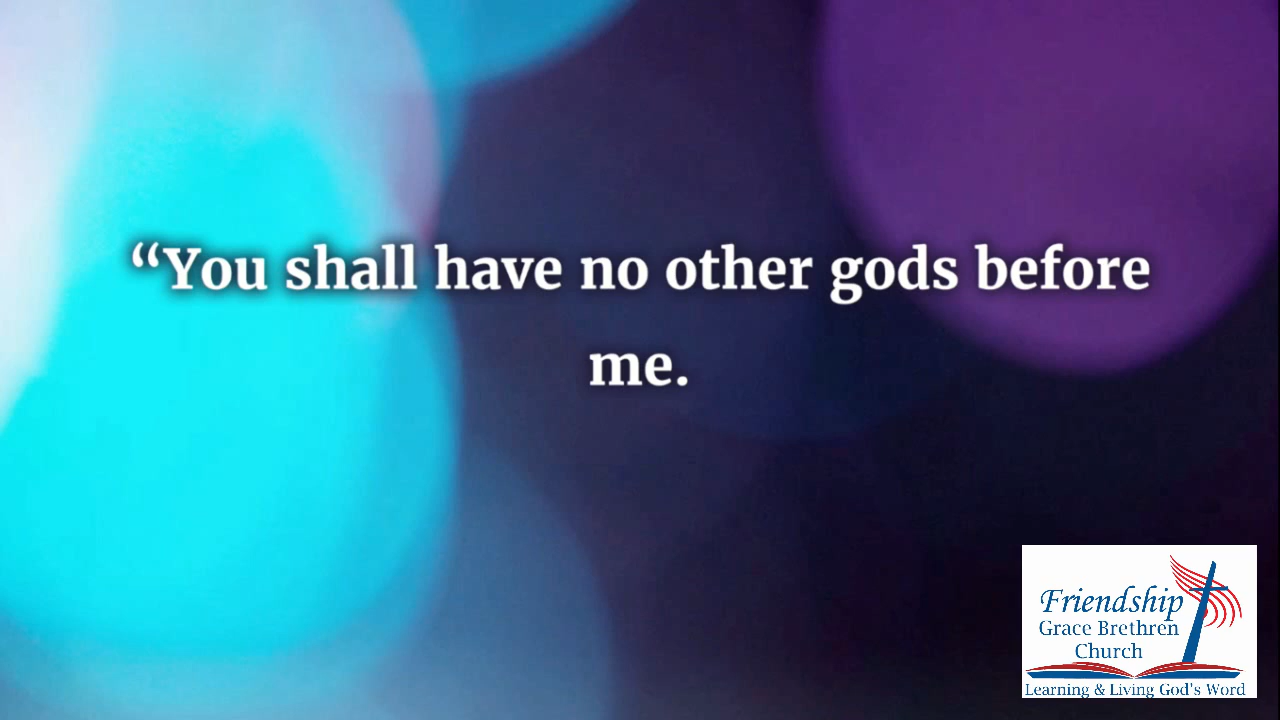 “You shall have no other gods before
me.
Friendship
Grace Brethren
Church
Learning & Living God's Word